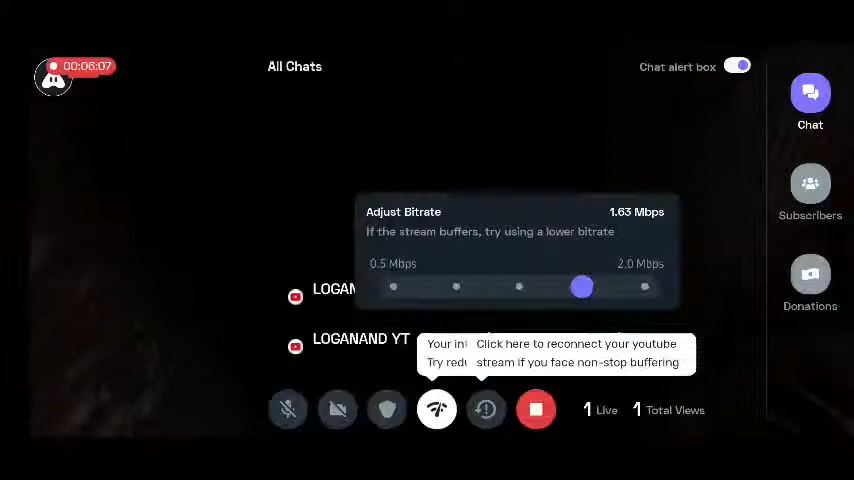 00:06:07
All Chats
Chat alert box
Chat
Adjust Bitrate
1.63 Mbps
If the stream buffers, try using a lower bitrate
0.5 Mbps
2.0 Mbps
Subscribers
Donations
LOGANAND YT
Your
Try
Click here to reconnect your youtube
stream if you face non-stop buffering
1 Live
1 Total Views